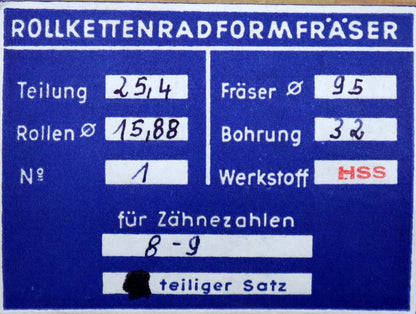 ROLLKETTENRADFORMFRÄSER
Teilung 25,4 Fräser ø 95
Rollen ø 15,88 Bohrung 32
Nº 1 Werkstoff HSS
für Zähnezahlen
8-9
teiliger Satz